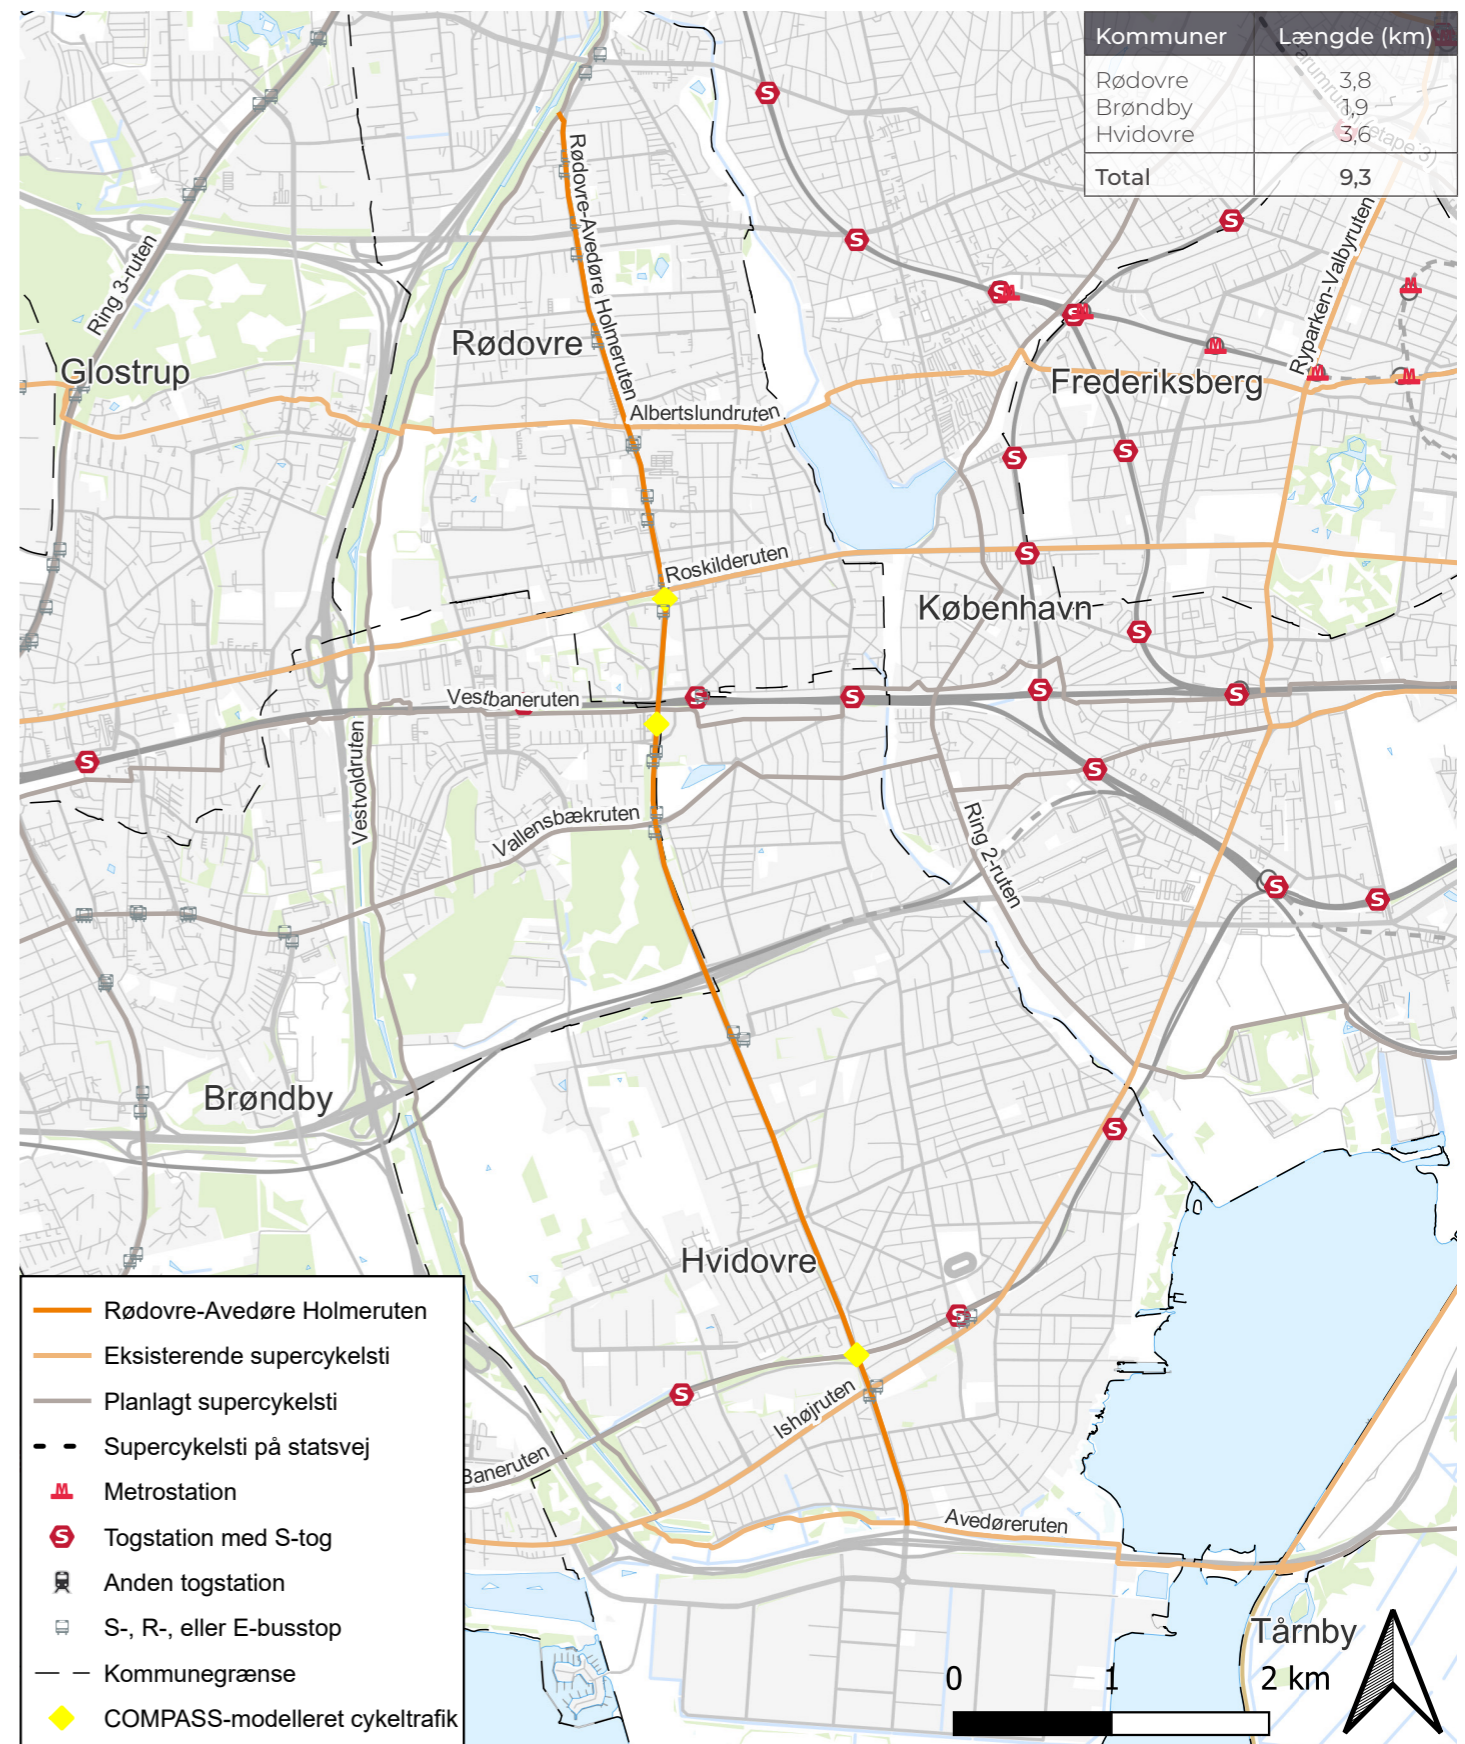 Kommuner Længde (km)
Rødovre 3,8
Brøndby 1,9
Hvidovre 3,6
Total 9,3
Rødovre-Avedøre Holmeruten
Ring 3-ruten
Ryparken-Valbyruten
Rødovre
Glostrup
Frederiksberg
Albertslundruten
Roskilderuten
København
Vestbaneruten
Vestvoldruten
Vallensbækruten
Ring 2-ruten
Brøndby
Hvidovre
Ishøjruten
Baneruten
Avedøreruten
Tårnby
0 1 2 km
Rødovre-Avedøre Holmeruten
Eksisterende supercykelsti
Planlagt supercykelsti
Supercykelsti på statsvej
M Metrostation
S Togstation med S-tog
Anden togstation
S-, R-, eller E-busstop
Kommunegrænse
COMPASS-modelleret cykeltrafik